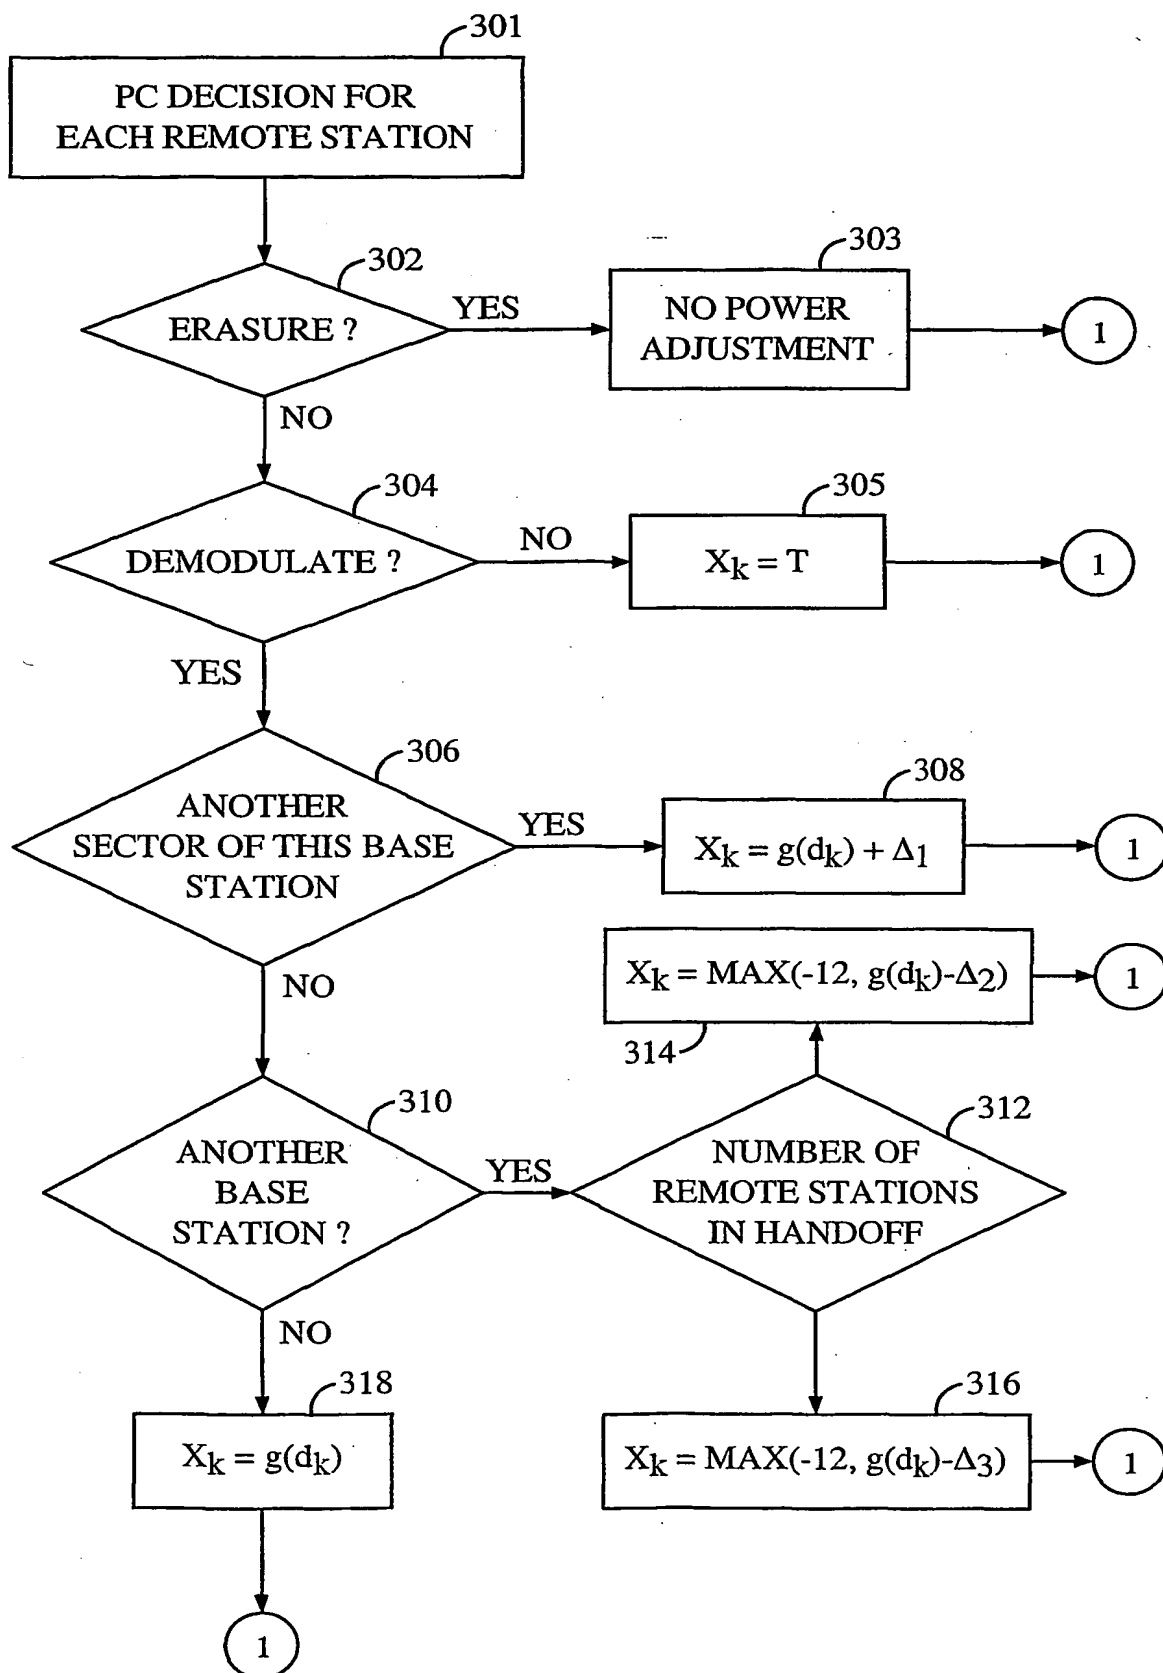 301
PC DECISION FOR
EACH REMOTE STATION
302
ERASURE ?
YES
303
NO POWER
ADJUSTMENT
1
NO
304
DEMODULATE ?
NO
305
Xk = T
1
YES
306
ANOTHER
SECTOR OF THIS BASE
STATION
YES
308
Xk = g(dk) + Δ1
1
NO
Xk = MAX(-12, g(dk)-Δ2)
1
314
310
ANOTHER
BASE
STATION ?
YES
312
NUMBER OF
REMOTE STATIONS
IN HANDOFF
NO
318
Xk = g(dk)
316
Xk = MAX(-12, g(dk)-Δ3)
1
1